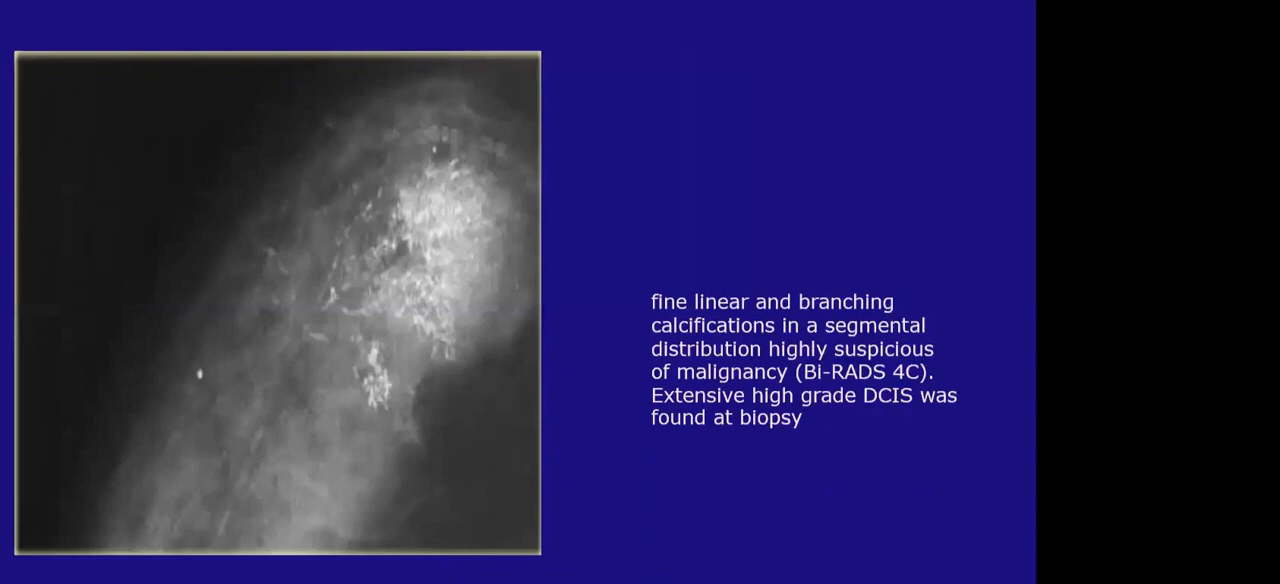 fine linear and branching
calcifications in a segmental
distribution highly suspicious
of malignancy (Bi-RADS 4C).
Extensive high grade DCIS was
found at biopsy